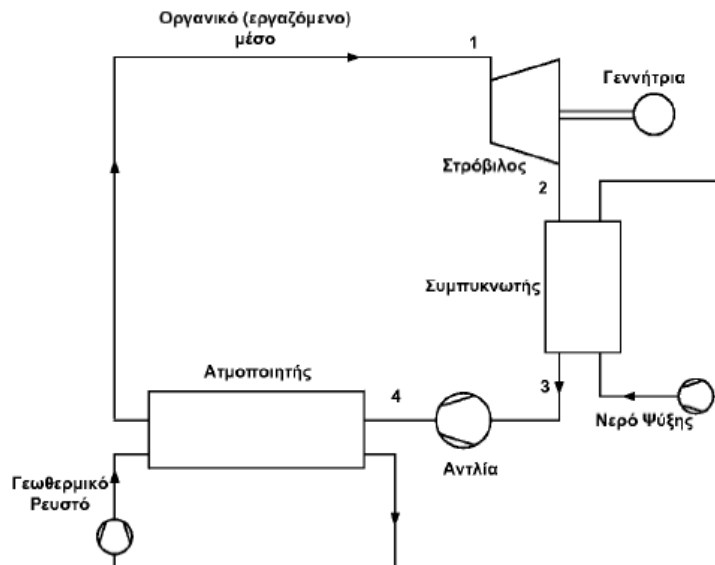 Οργανικό (εργαζόμενο)
μέσο
1
Γεννήτρια
Στρόβιλος
2
Συμπυκνωτής
Ατμοποιητής
4
3
Νερό Ψύξης
Αντλία
Γεωθερμικό
Ρευστό